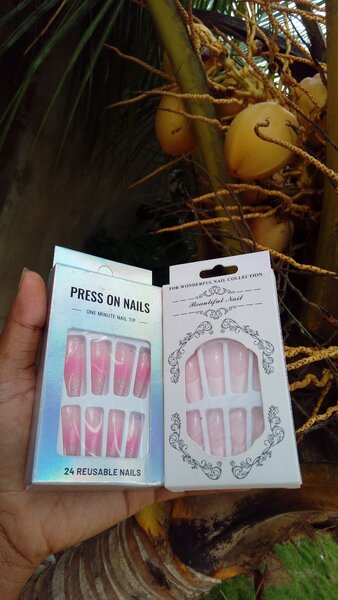 PRESS ON NAILS
ONE MINUTE NAIL TIP
24 REUSABLE NAILS
FOR WONDERFUL NAIL COLLECTION
Beautiful Nail